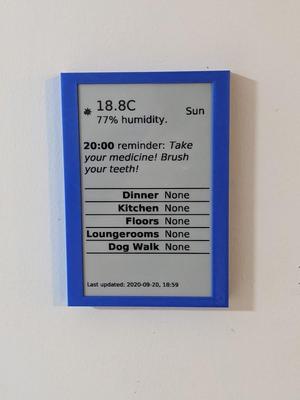 18.8C
Sun
77% humidity.
20:00 reminder: Take
your medicine! Brush
your teeth!
Dinner None
Kitchen None
Floors None
Loungerooms None
Dog Walk None
Last updated: 2020-09-20, 18:59